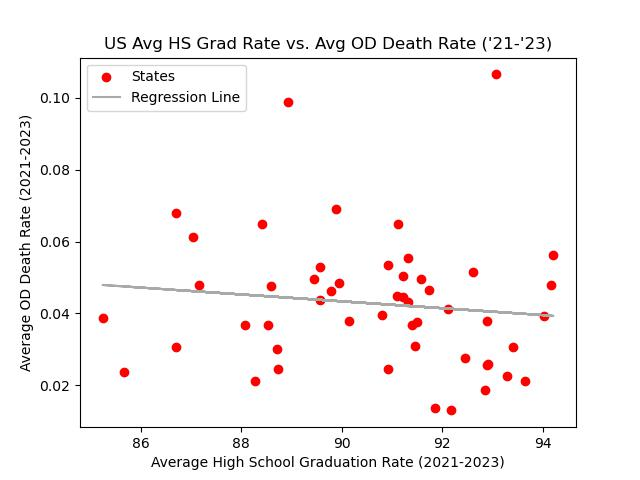 US Avg HS Grad Rate vs. Avg OD Death Rate ('21-'23)
States
Regression Line
0.10
0.08
0.06
0.04
0.02
Average OD Death Rate (2021-2023)
86 88 90 92 94
Average High School Graduation Rate (2021-2023)